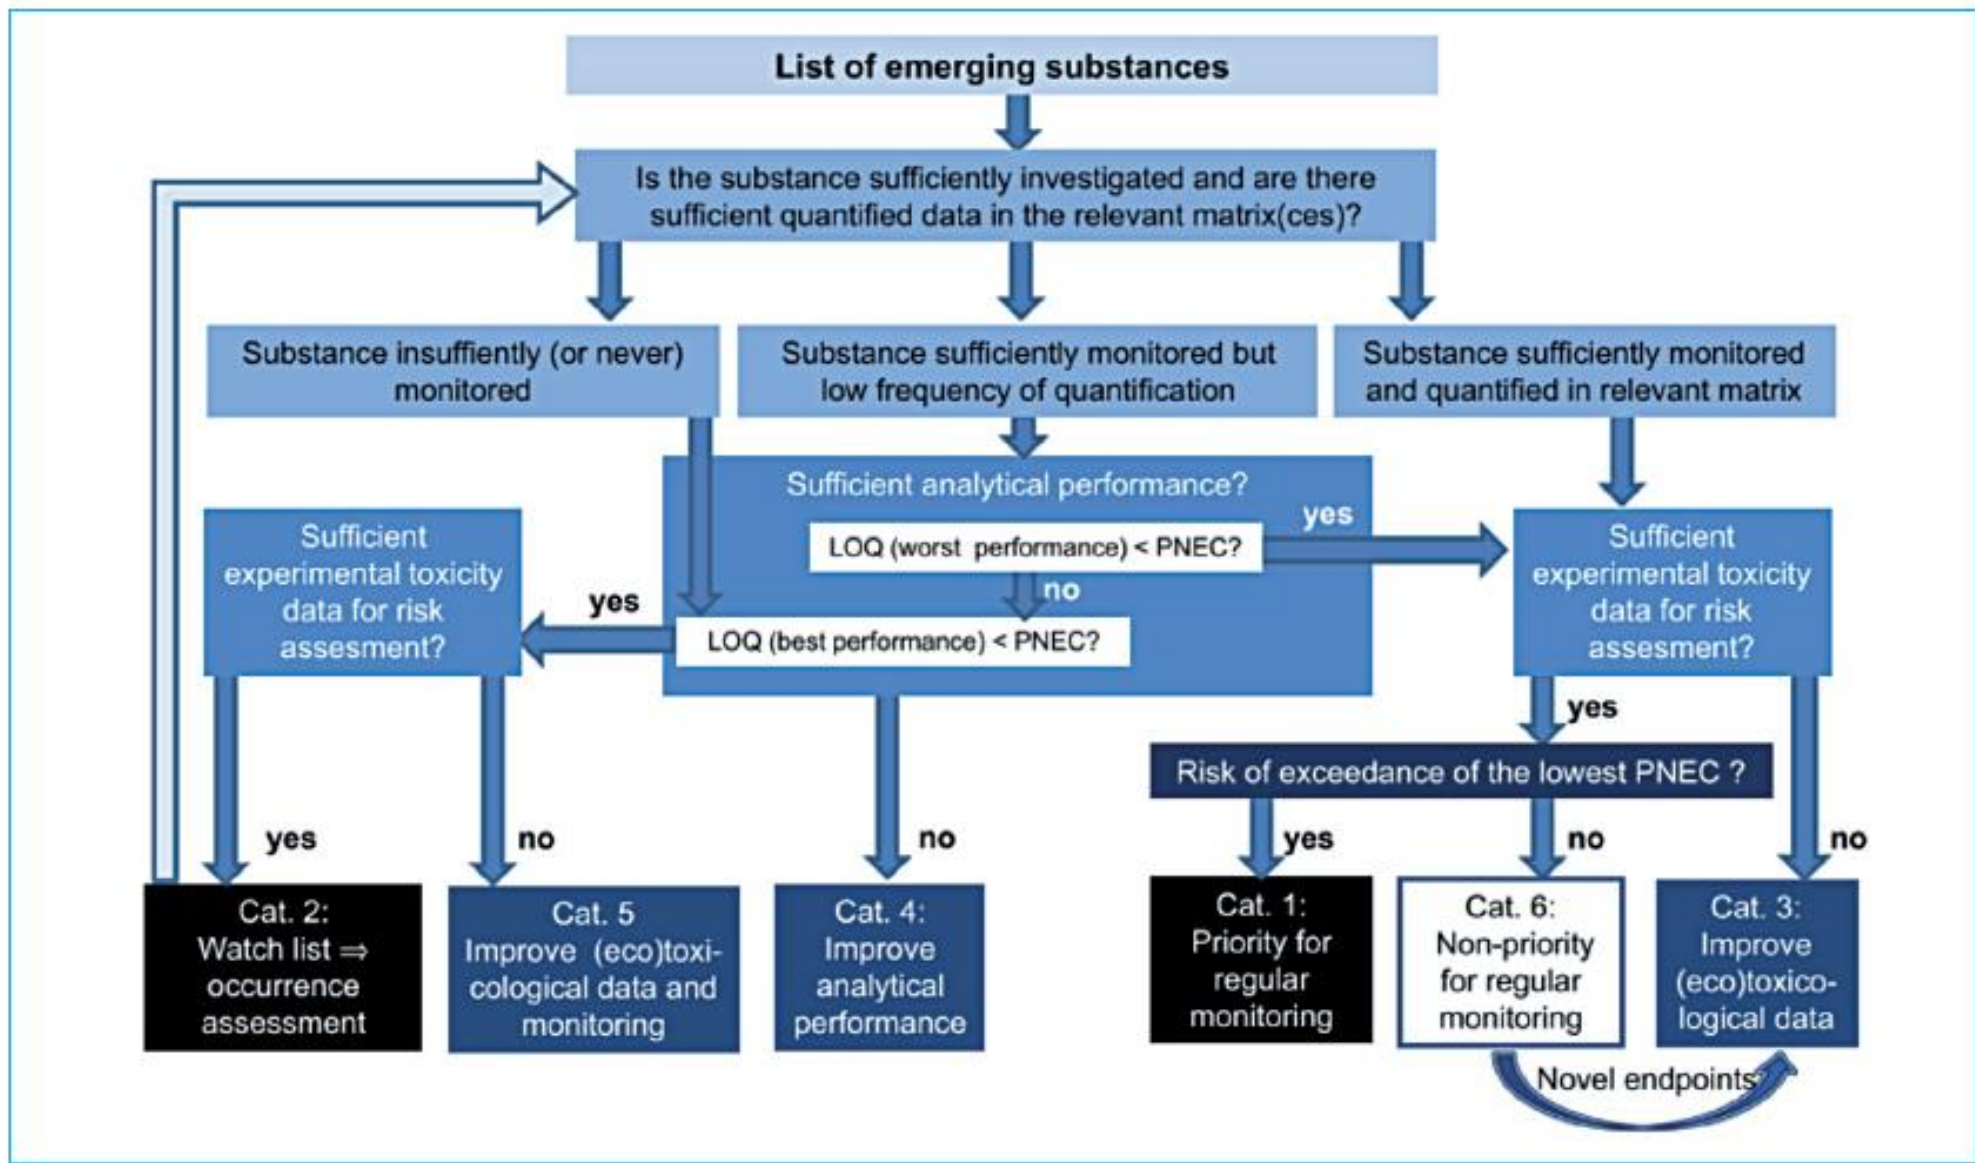 List of emerging substances
Is the substance sufficiently investigated and are there
sufficient quantified data in the relevant matrix(ces)?
Substance insuffiently (or never)
monitored
Substance sufficiently monitored but
low frequency of quantification
Substance sufficiently monitored
and quantified in relevant matrix
Sufficient analytical performance?
LOQ (worst performance) < PNEC?
yes
no
LOQ (best performance) < PNEC?
yes
Sufficient
experimental toxicity
data for risk
assesment?
Sufficient
experimental toxicity
data for risk
assesment?
yes
Risk of exceedance of the lowest PNEC ?
yes
no
no
yes
no
no
Cat. 2:
Watch list ⇒
occurrence
assessment
Cat. 5
Improve (eco)toxi-
cological data and
monitoring
Cat. 4:
Improve
analytical
performance
Cat. 1:
Priority for
regular
monitoring
Cat. 6:
Non-priority
for regular
monitoring
Cat. 3:
Improve
(eco)toxico-
logical data
Novel endpoints?